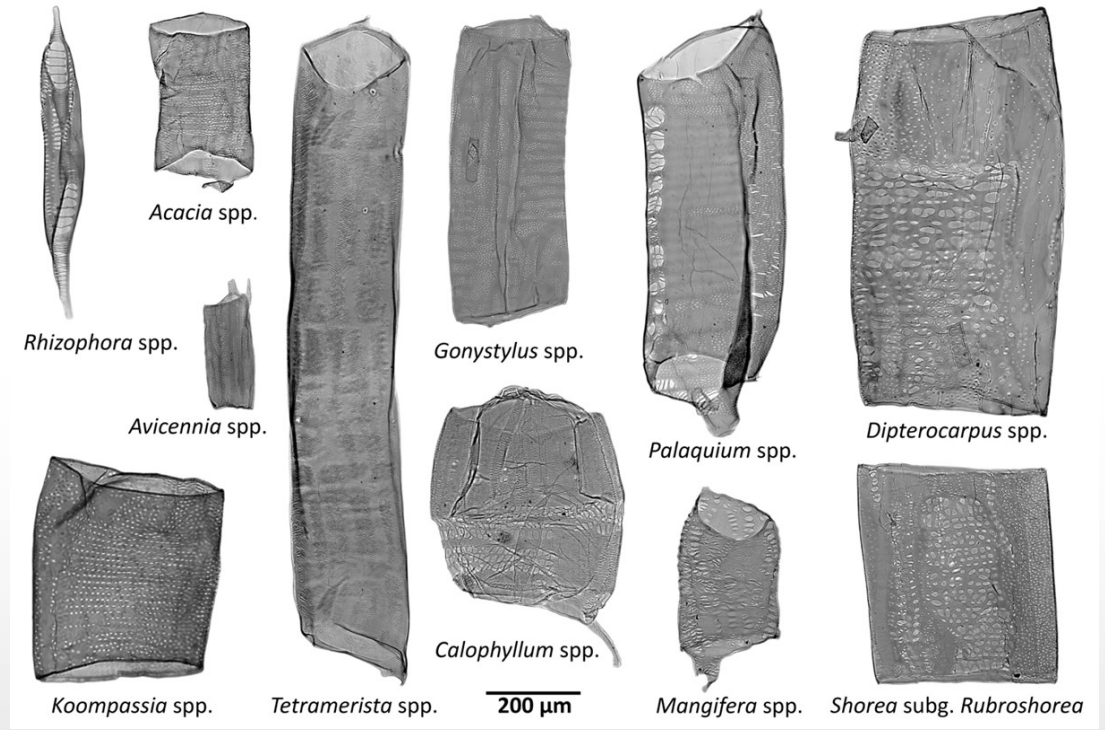 Acacia spp.
Rhizophora spp.
Gonystylus spp.
Avicennia spp.
Palaquium spp.
Dipterocarpus spp.
Calophyllum spp.
Koompassia spp.
Tetramerista spp.
200 µm
Mangifera spp.
Shorea subg. Rubroshorea